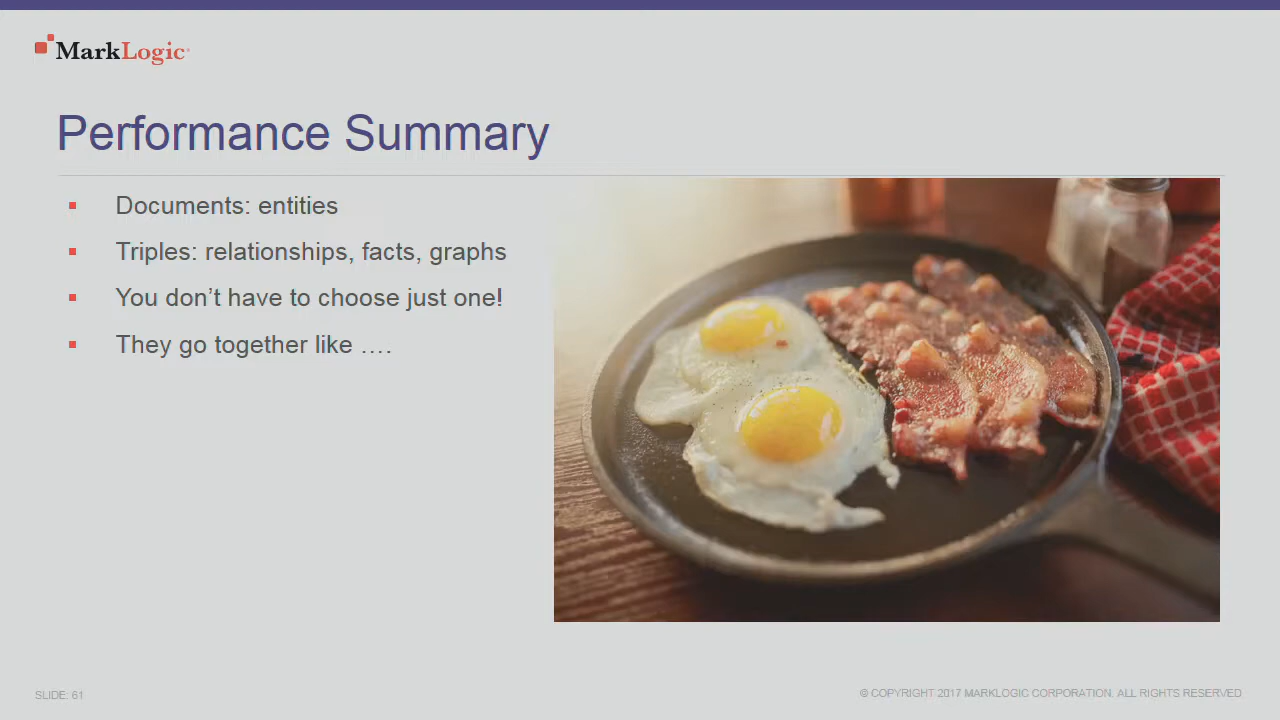 MarkLogic
Performance Summary
Documents: entities
Triples: relationships, facts, graphs
You don’t have to choose just one!
They go together like ….
SLIDE: 61
© COPYRIGHT 2017 MARKLOGIC CORPORATION. ALL RIGHTS RESERVED